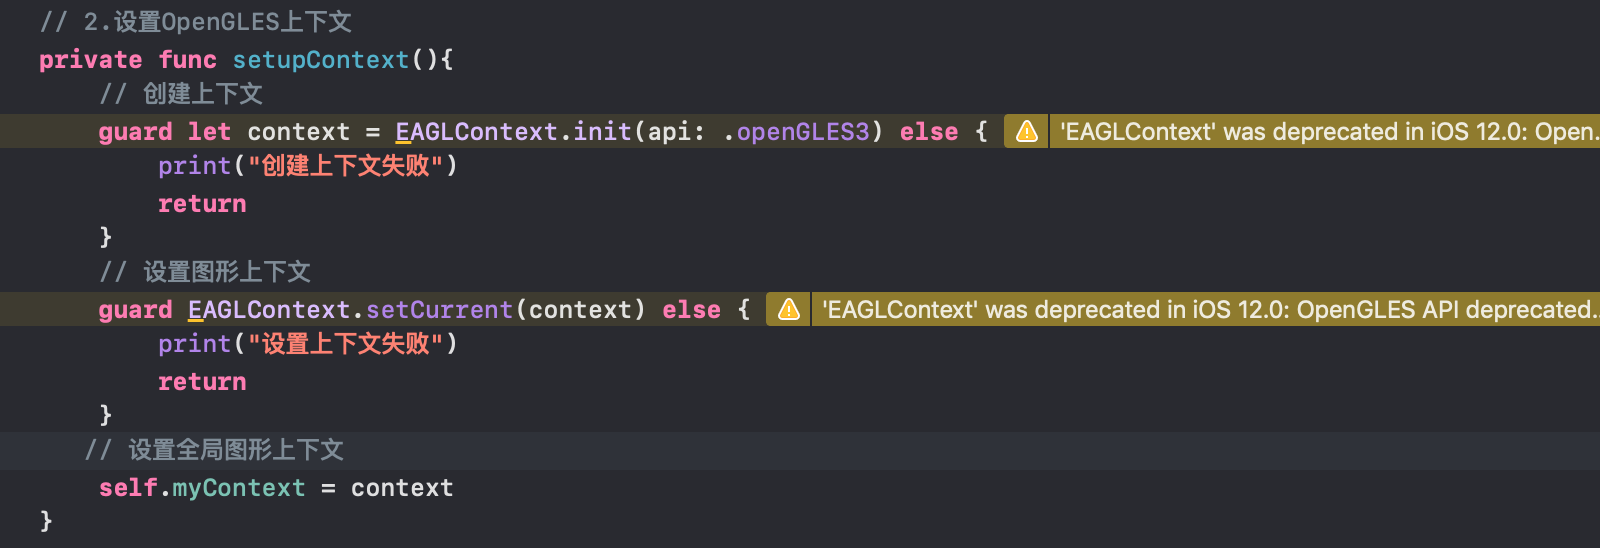 // 2.设置OpenGLES上下文
private func setupContext(){
// 创建上下文
guard let context = EAGLContext.init(api: .openGLES3) else { 'EAGLContext' was deprecated in iOS 12.0: Open...
print("创建上下文失败")
return
}
// 设置图形上下文
guard EAGLContext.setCurrent(context) else { 'EAGLContext' was deprecated in iOS 12.0: OpenGLES API deprecated...
print("设置上下文失败")
return
}
// 设置全局图形上下文
self.myContext = context
}